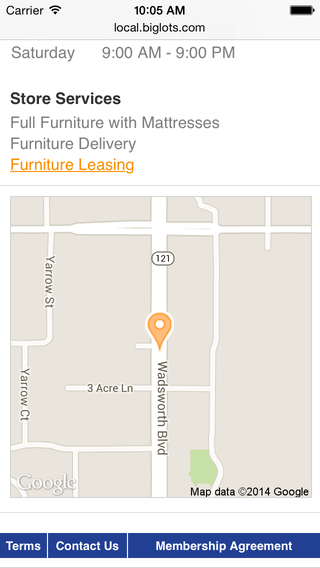 Carrier 10:05 AM
local.biglots.com
Saturday 9:00 AM - 9:00 PM
Store Services
Full Furniture with Mattresses
Furniture Delivery
Furniture Leasing
121
Yarrow St
3 Acre Ln
Yarrow Ct
Wadsworth Blvd
Google
Map data ©2014 Google
Terms Contact Us Membership Agreement